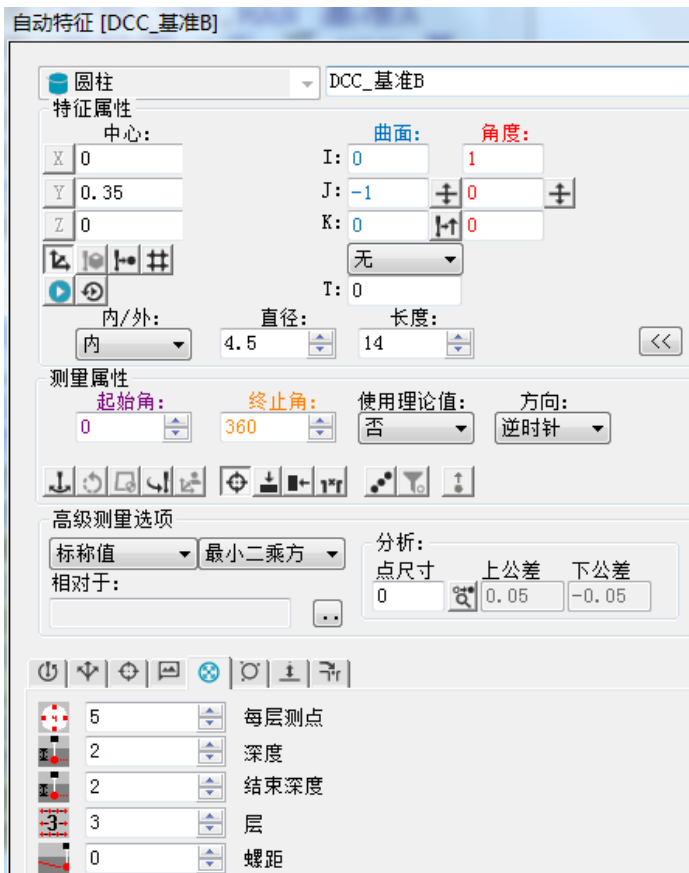 自动特征 [DCC_基准B]
圆柱 DCC_基准B
特征属性
中心: 曲面: 角度:
X 0 I: 0 1
Y 0.35 J: -1 0
Z 0 K: 0 0
无
T: 0
内/外: 直径: 长度:
内 4.5 14 <<
测量属性
起始角: 终止角: 使用理论值: 方向:
0 360 否 逆时针
高级测量选项
标称值 最小二乘方 分析:
相对于: 点尺寸 上公差 下公差
0 0.05 -0.05
..
5 每层测点
2 深度
2 结束深度
3 层
0 螺距